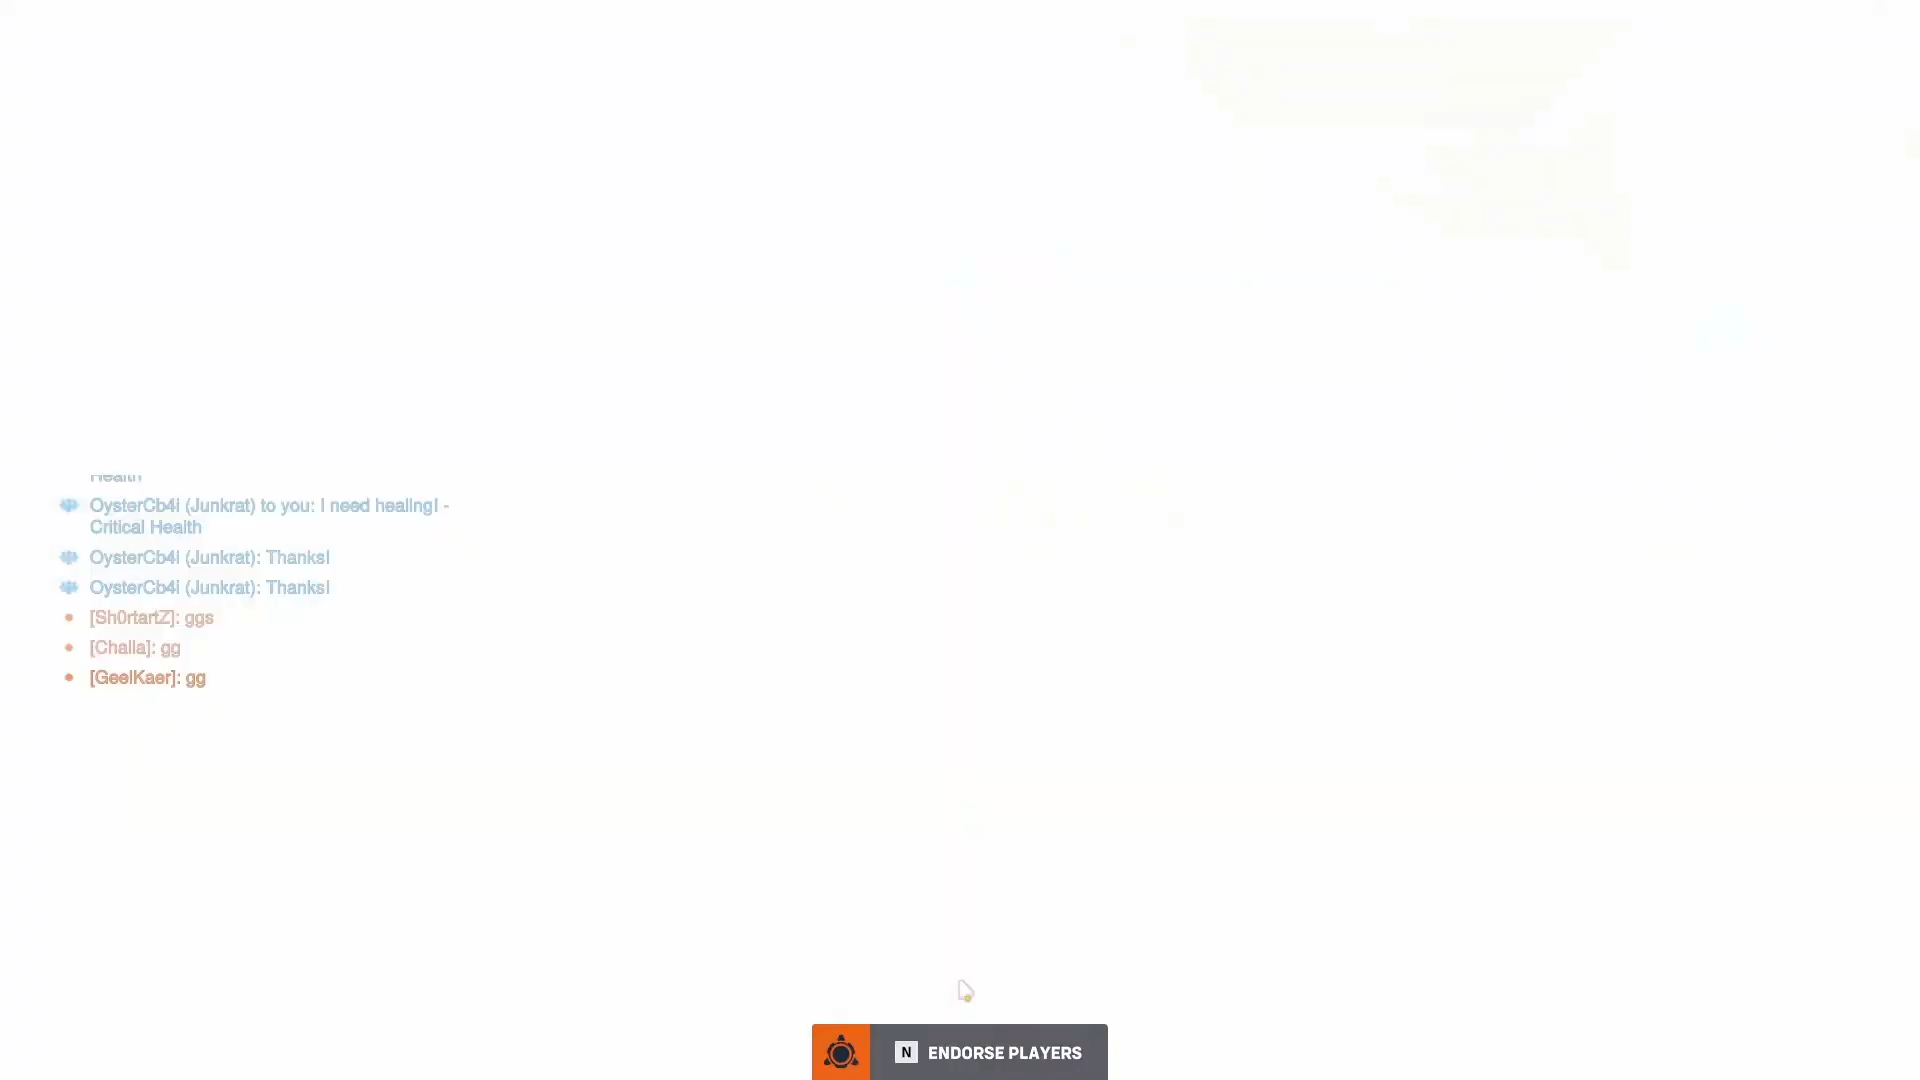 Health
OysterCb4i (Junkrat) to you: I need healing! -
Critical Health
OysterCb4i (Junkrat): Thanks!
OysterCb4i (Junkrat): Thanks!
[Sh0rtartZ]: ggs
[Challa]: gg
[GeelKaer]: gg
N ENDORSE PLAYERS